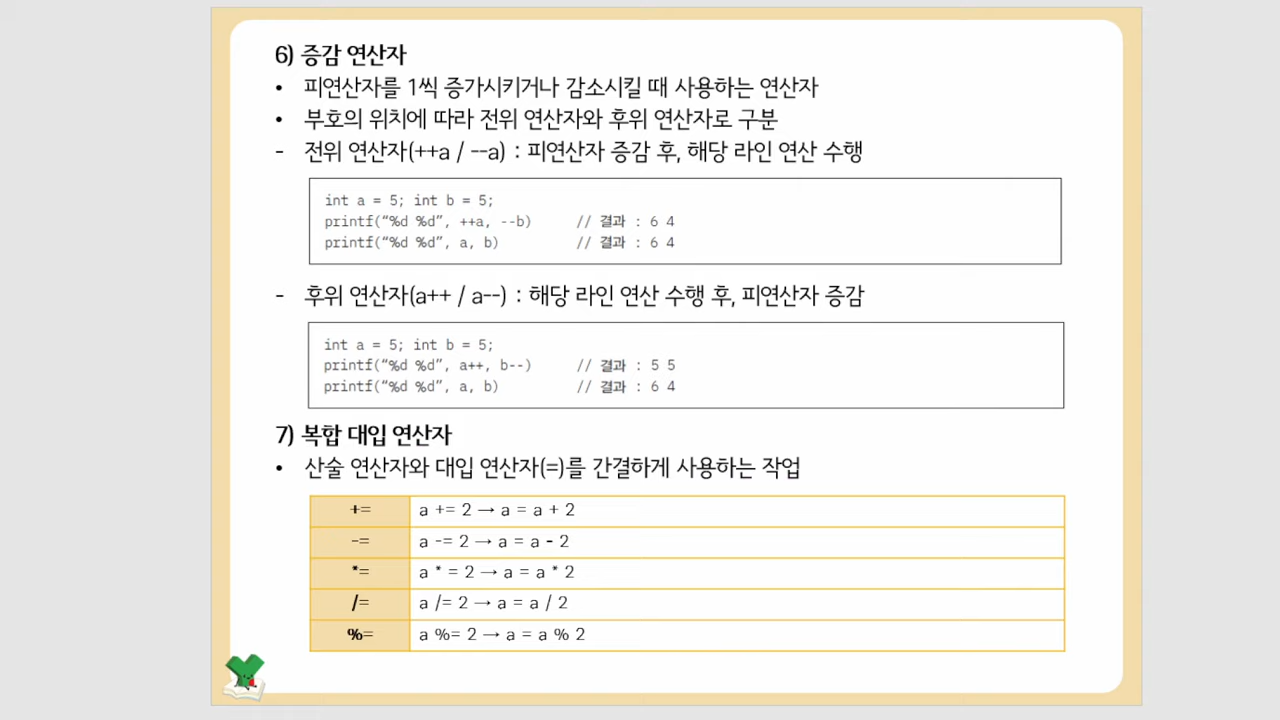 6) 증감 연산자
• 피연산자를 1씩 증가시키거나 감소시킬 때 사용하는 연산자
• 부호의 위치에 따라 전위 연산자와 후위 연산자로 구분
- 전위 연산자(++a / --a) : 피연산자 증감 후, 해당 라인 연산 수행
int a = 5; int b = 5;
printf(“%d %d”, ++a, --b) // 결과 : 6 4
printf(“%d %d”, a, b) // 결과 : 6 4
- 후위 연산자(a++ / a--) : 해당 라인 연산 수행 후, 피연산자 증감
int a = 5; int b = 5;
printf(“%d %d”, a++, b--) // 결과 : 5 5
printf(“%d %d”, a, b) // 결과 : 6 4
7) 복합 대입 연산자
• 산술 연산자와 대입 연산자(=)를 간결하게 사용하는 작업
+= a += 2 → a = a + 2
-= a -= 2 → a = a - 2
*= a * = 2 → a = a * 2
/= a /= 2 → a = a / 2
%= a %= 2 → a = a % 2